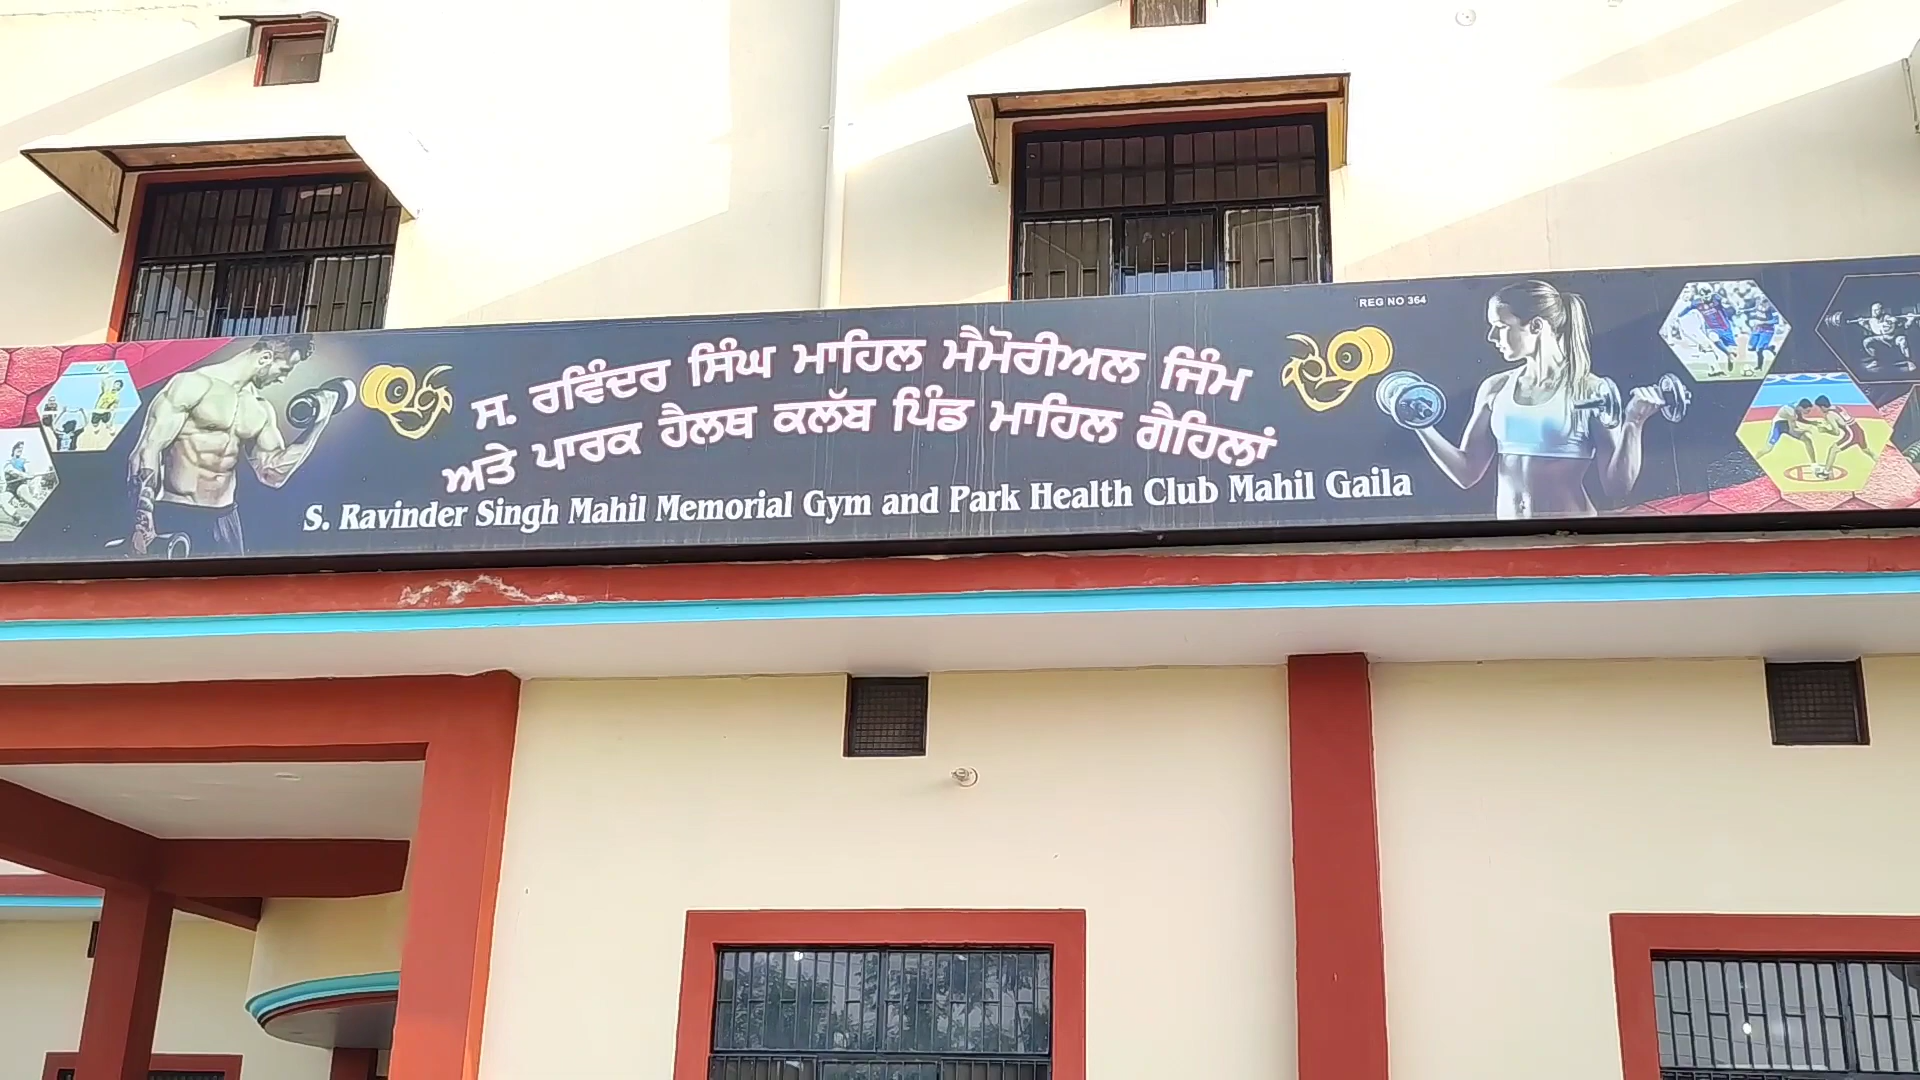 REG NO 364
ਸ. ਰਵਿੰਦਰ ਸਿੰਘ ਮਾਹਿਲ ਮੈਮੋਰੀਅਲ ਜਿੰਮ
ਅਤੇ ਪਾਰਕ ਹੈਲਥ ਕਲੱਬ ਪਿੰਡ ਮਾਹਿਲ ਗੈਹਿਲਾਂ
S. Ravinder Singh Mahil Memorial Gym and Park Health Club Mahil Gaila